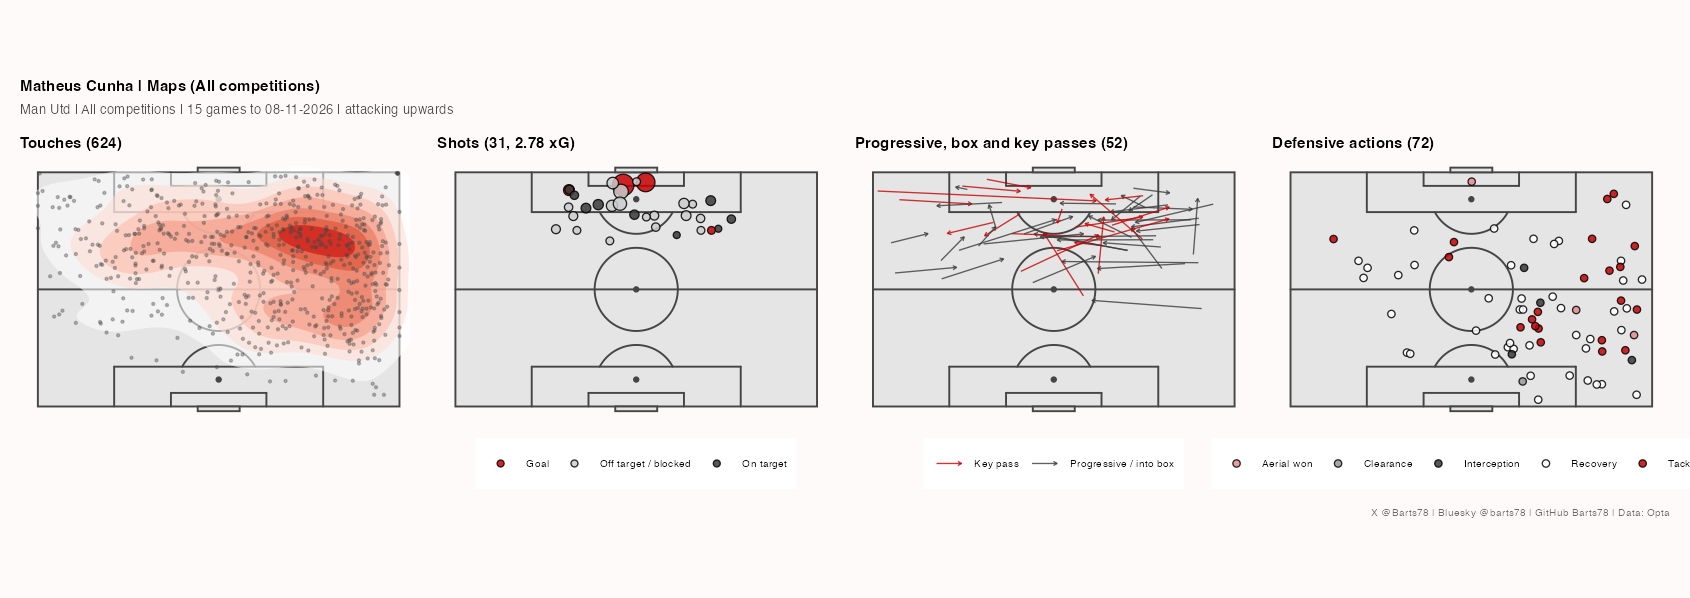 Matheus Cunha | Maps (All competitions)
Man Utd | All competitions | 15 games to 08-11-2026 | attacking upwards
Touches (624)
Shots (31, 2.78 xG)
Progressive, box and key passes (52)
Defensive actions (72)
Goal
Off target / blocked
On target
Key pass
Progressive / into box
Aerial won
Clearance
Interception
Recovery
Tack
X @Barts78 | Bluesky @barts78 | GitHub Barts78 | Data: Opta